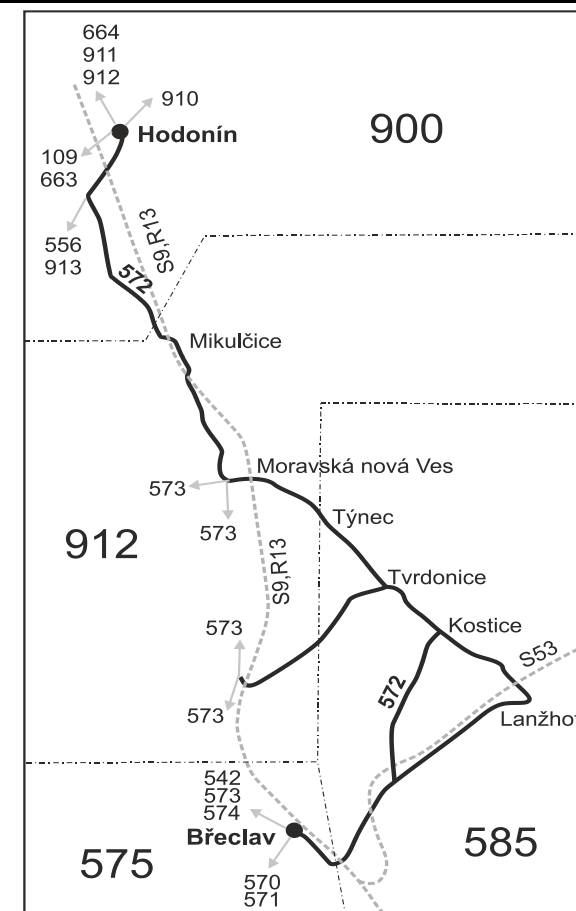 664
911
912
910
900
Hodonín
109
663
556
913
S9,R13
572
Mikulčice
Moravská nová Ves
573
573
Týnec
912
S9,R13
Tvrdonice
573
Kostice
S53
572
573
Lanžho
542
573
574
Břeclav
585
575
570
571